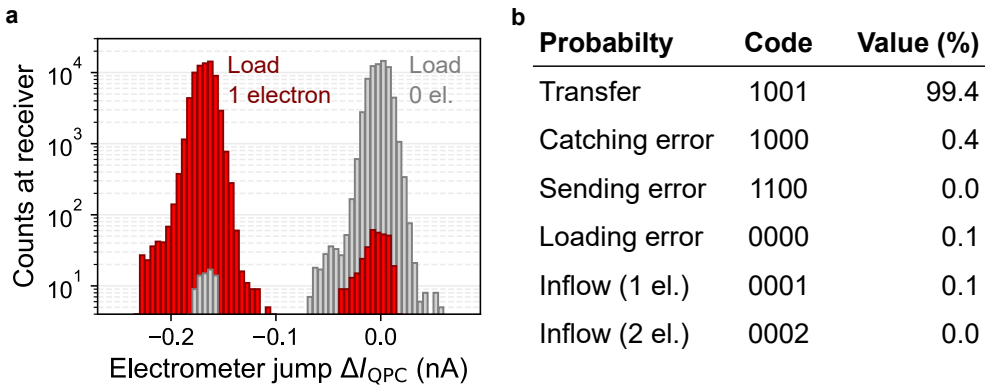 a
Load
1 electron
Load
0 el.
10⁴
10³
10²
10¹
Counts at receiver
−0.2
−0.1
0.0
Electrometer jump ΔI_QPC (nA)
b
Probabilty Code Value (%)
Transfer 1001 99.4
Catching error 1000 0.4
Sending error 1100 0.0
Loading error 0000 0.1
Inflow (1 el.) 0001 0.1
Inflow (2 el.) 0002 0.0